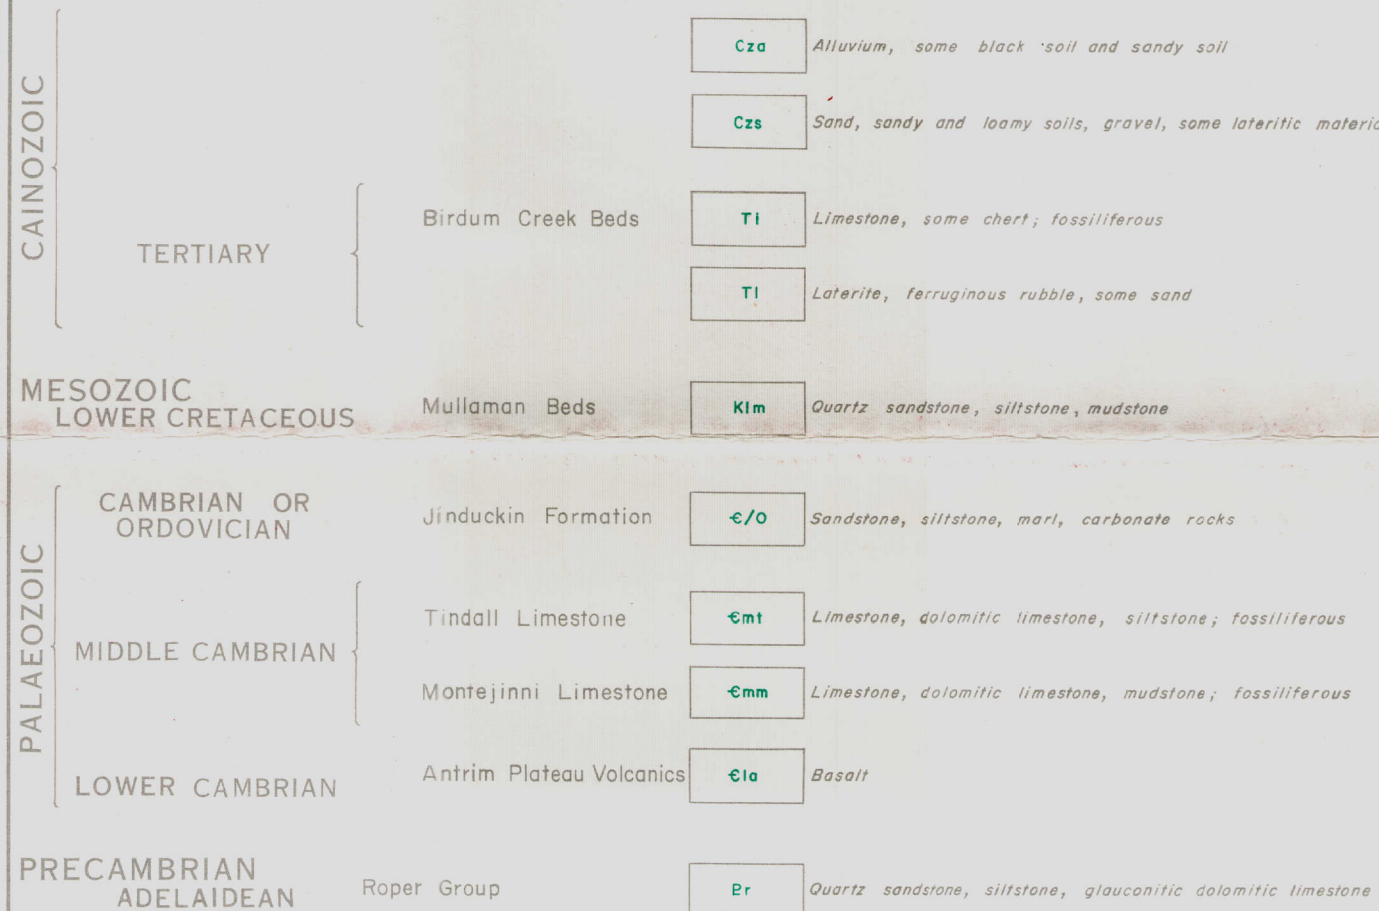 CAINOZOIC
Cza Alluvium, some black soil and sandy soil
Czs Sand, sandy and loamy soils, gravel, some lateritic
TERTIARY
Birdum Creek Beds Tl Limestone, some chert; fossiliferous
Tl Laterite, ferruginous rubble, some sand
MESOZOIC
LOWER CRETACEOUS Mullaman Beds Klm Quartz sandstone, siltstone, mudstone
PALAEOZOIC
CAMBRIAN OR
ORDOVICIAN
Jinduckin Formation €/O Sandstone, siltstone, marl, carbonate rocks
MIDDLE CAMBRIAN
Tindall Limestone €mt Limestone, dolomitic limestone, siltstone; fossiliferous
Montejinni Limestone €mm Limestone, dolomitic limestone, mudstone; fossiliferous
LOWER CAMBRIAN Antrim Plateau Volcanics €la Basalt
PRECAMBRIAN
ADELAIDEAN Roper Group Pr Quartz sandstone, siltstone, glauconitic dolomitic limestone